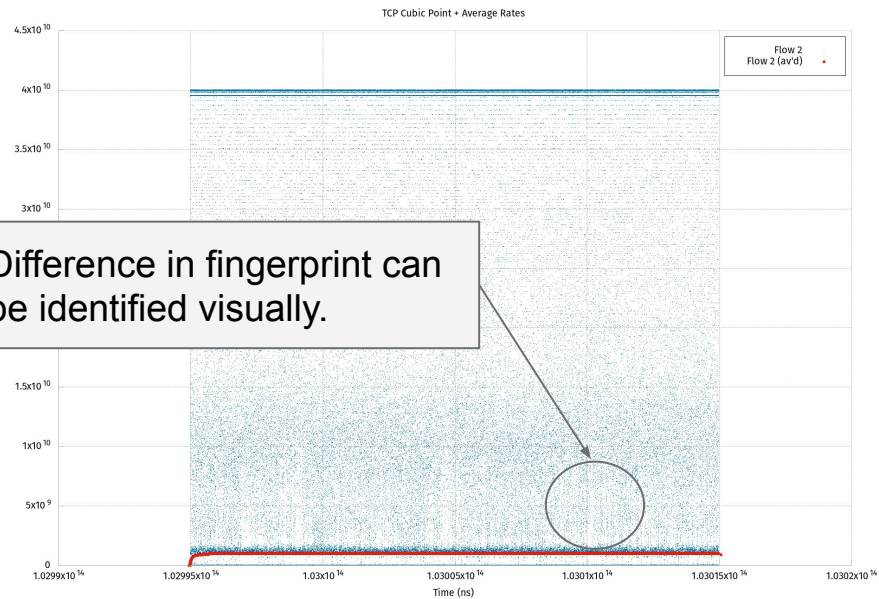 TCP Cubic Point + Average Rates
4.5x10 10
Flow 2
Flow 2 (av'd)
4x10 10
3.5x10 10
3x10 10
Difference in fingerprint can
be identified visually.
1.5x10 10
1x10 10
5x10 9
0
1.0299x10 14 1.02995x10 14 1.03x10 14 1.03005x10 14 1.0301x10 14 1.03015x10 14 1.0302x10 14
Time (ns)